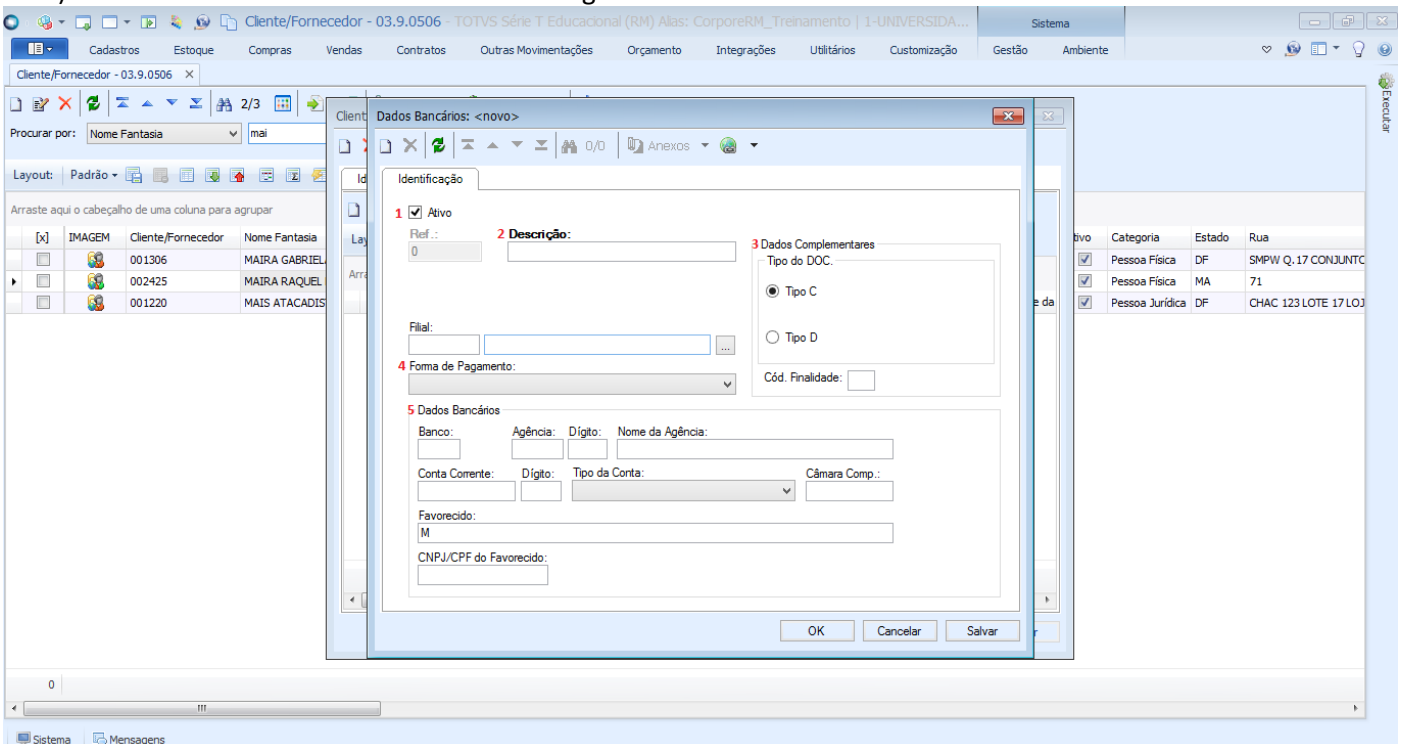 Cliente/Fornecedor - 03.9.0506 - TOTVS Série T Educacional (RM) Alias: CorporeRM_Treinamento | 1-UNIVERSIDA...
Sistema
Cadastros Estoque Compras Vendas Contratos Outras Movimentações Orçamento Integrações Utilitários Customização Gestão Ambiente
Cliente/Fornecedor - 03.9.0506
Executar
2/3
Procurar por: Nome Fantasia mai
Layout: Padrão
Arraste aqui o cabeçalho de uma coluna para agrupar
[x] IMAGEM Cliente/Fornecedor Nome Fantasia
001306 MAIRA GABRIEL
002425 MAIRA RAQUEL
001220 MAIS ATACADIS
Client
Id
Lay
Arra
e da
tivo Categoria Estado Rua
Pessoa Física DF SMPW Q.17 CONJUNTC
Pessoa Física MA 71
Pessoa Jurídica DF CHAC 123 LOTE 17 LOJ
Dados Bancários: <novo>
0/0 Anexos
Identificação
1 Ativo
Ref.: 2 Descrição:
0
3 Dados Complementares
Tipo do DOC.
Tipo C
Tipo D
Filial:
...
4 Forma de Pagamento:
Cód. Finalidade:
5 Dados Bancários
Banco: Agência: Dígito: Nome da Agência:
Conta Corrente: Dígito: Tipo da Conta: Câmara Comp.:
Favorecido:
M
CNPJ/CPF do Favorecido:
OK Cancelar Salvar
r
0
Sistema Mensagens